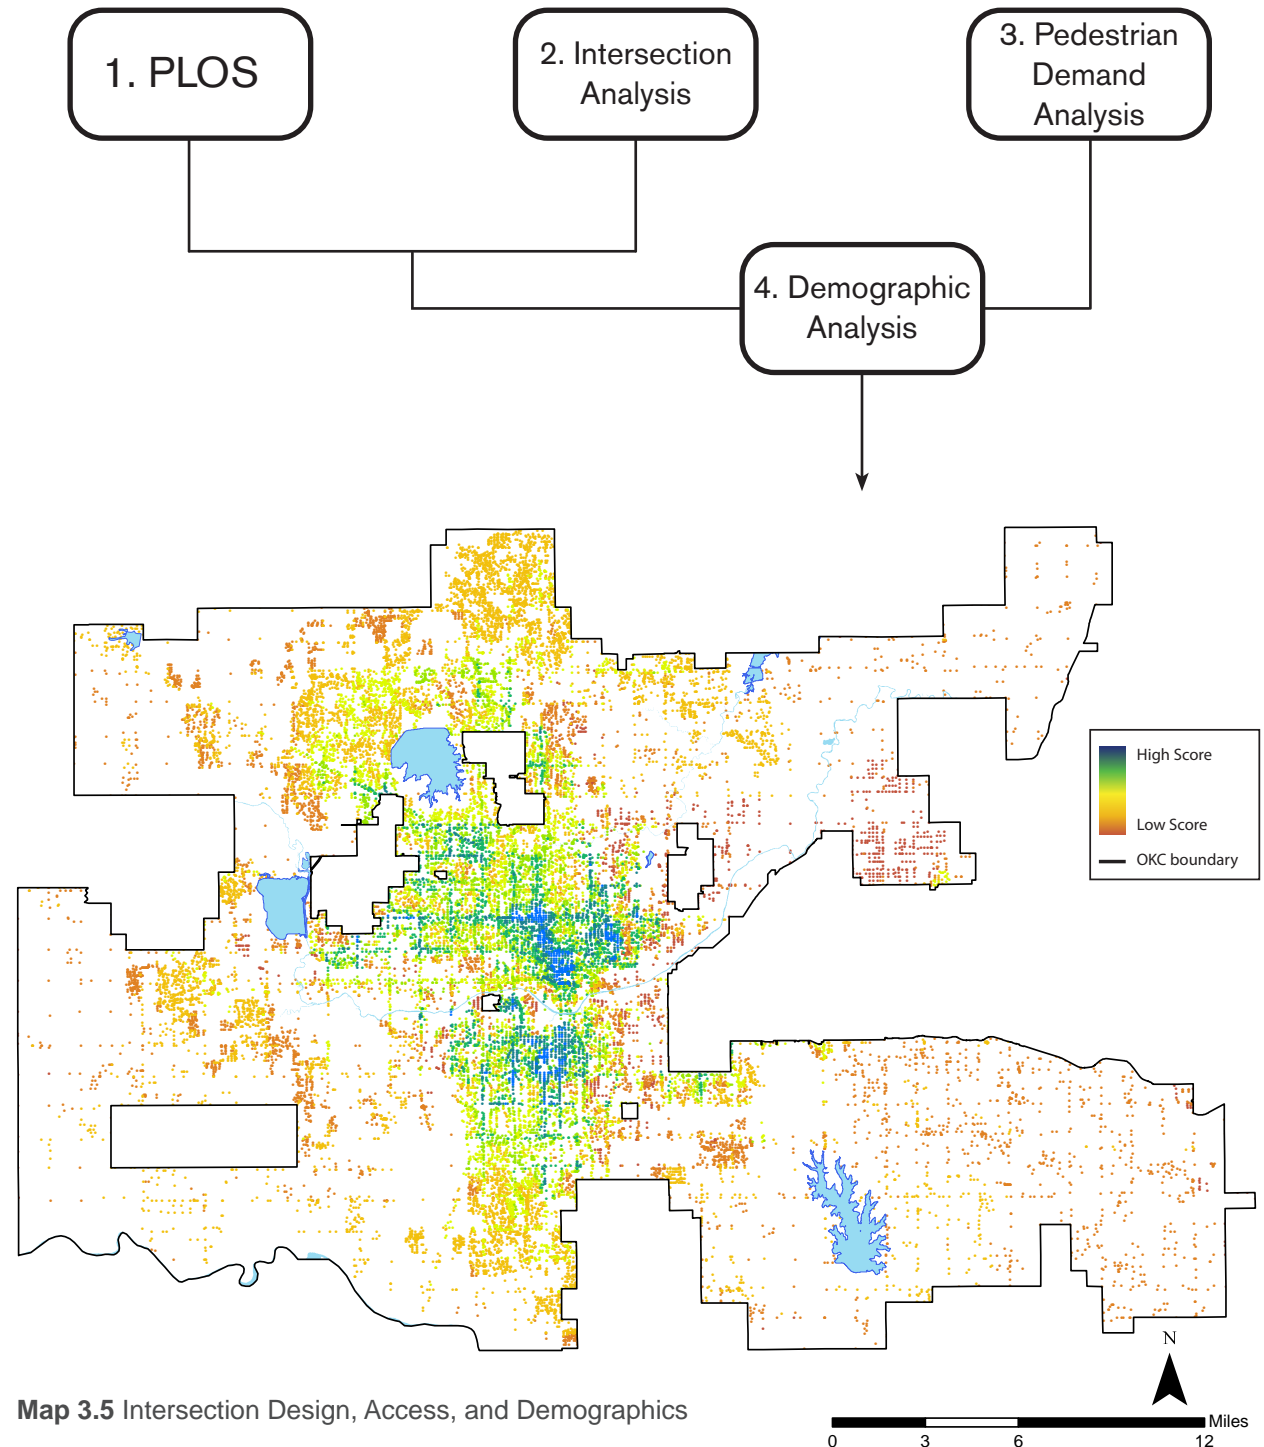 1. PLOS
2. Intersection
Analysis
3. Pedestrian
Demand
Analysis
4. Demographic
Analysis
High Score
Low Score
OKC boundary
N
Map 3.5 Intersection Design, Access, and Demographics
Miles
0 3 6 12